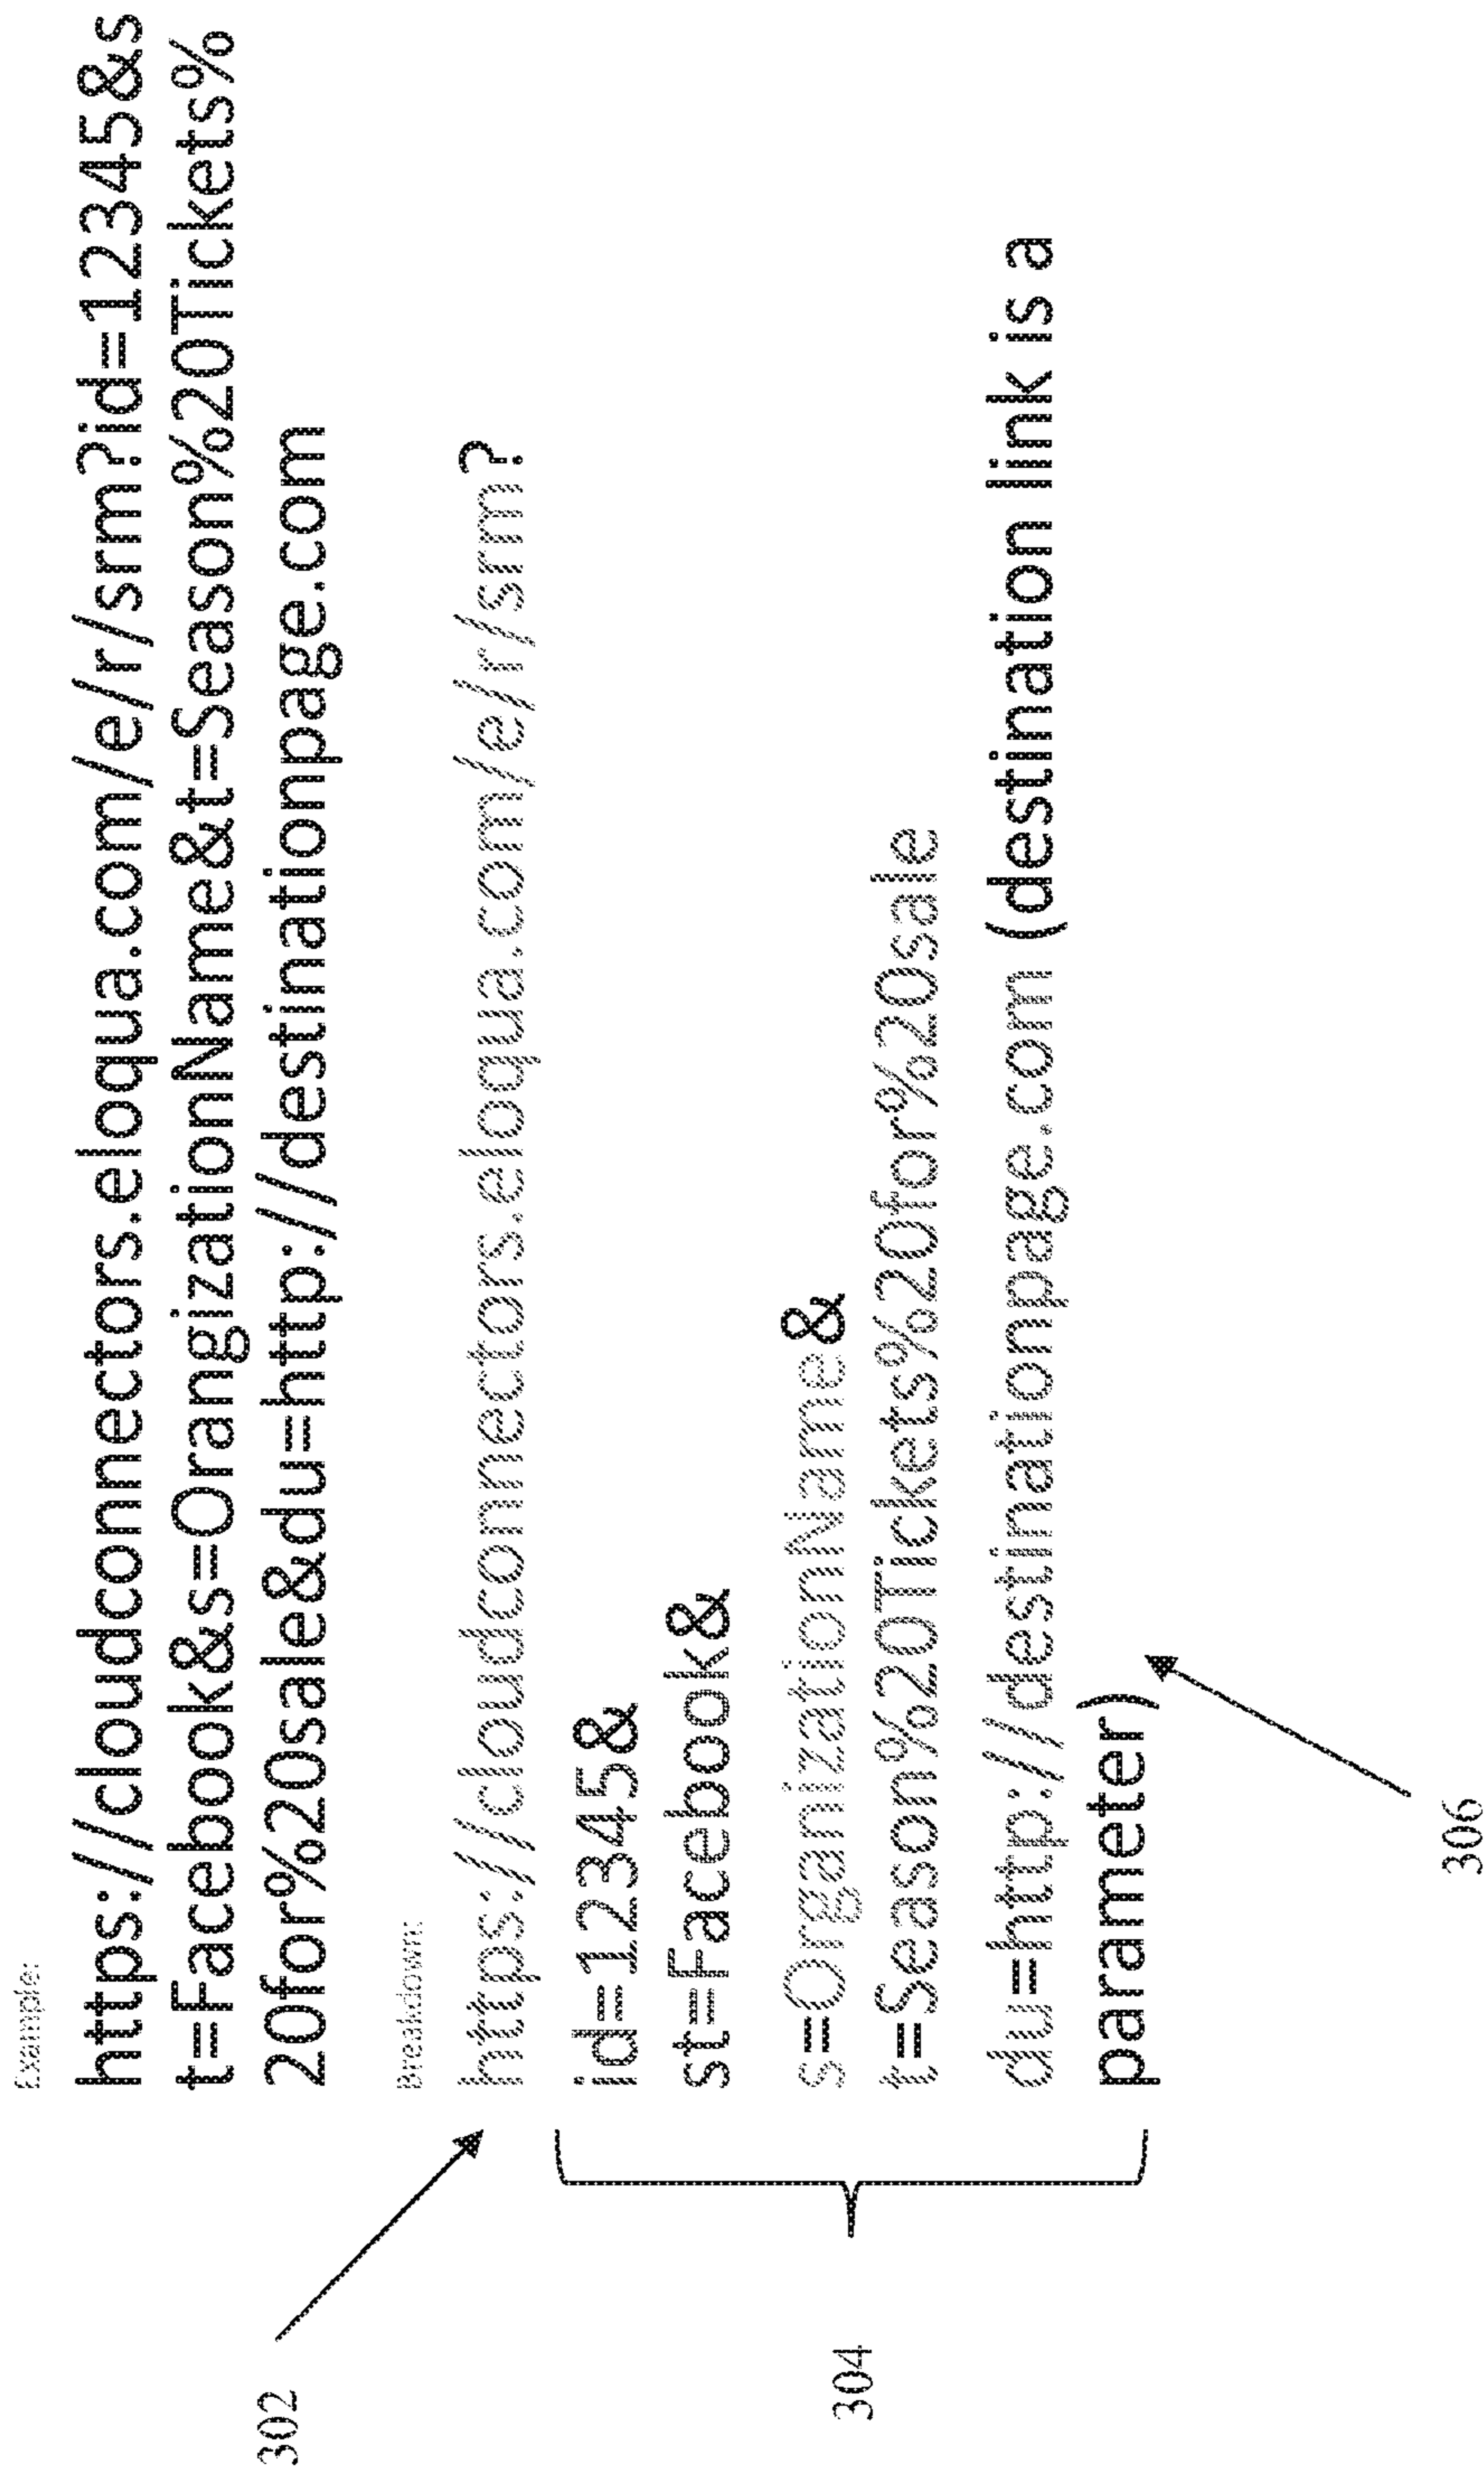 Example:
https://cloudconnectors.eloqua.com/e/r/srm?id=12345&s
t=Facebook&s=OrangizationName&t=Season%20Tickets%
20for%20sale&du=http://destinationpage.com
Breakdown:
https://cloudconnectors.eloqua.com/e/r/srm?
302
id=12345&
st=Facebook&
s=OrganizationName&
t=Season%20Tickets%20for%20sale
304
du=http://destinationpage.com (destination link is a
parameter)
306